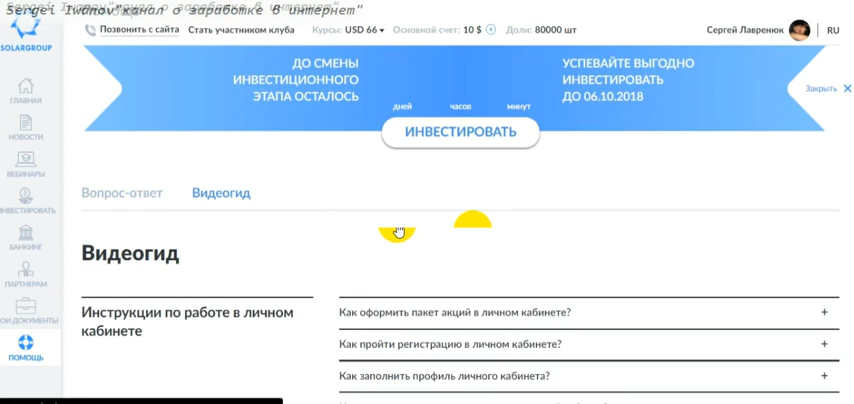 Sergei Iwanow"канал о заработке в интернет"
SOLARGROUP
Позвонить с сайта Стать участником клуба Курсы: USD 66 Основной счет: 10 $ Доли: 80000 шт Сергей Лавренюк RU
ДО СМЕНЫ
ИНВЕСТИЦИОННОГО
ЭТАПА ОСТАЛОСЬ
дней часов минут
УСПЕВАЙТЕ ВЫГОДНО
ИНВЕСТИРОВАТЬ
ДО 06.10.2018
Закрыть
ИНВЕСТИРОВАТЬ
ГЛАВНАЯ
НОВОСТИ
ВЕБИНАРЫ
ИНВЕСТИРОВАТЬ
БАНКИНГ
ПАРТНЕРАМ
ОИ ДОКУМЕНТЫ
ПОМОЩЬ
Вопрос-ответ Видеогид
Видеогид
Инструкции по работе в личном
кабинете
Как оформить пакет акций в личном кабинете? +
Как пройти регистрацию в личном кабинете? +
Как заполнить профиль личного кабинета? +